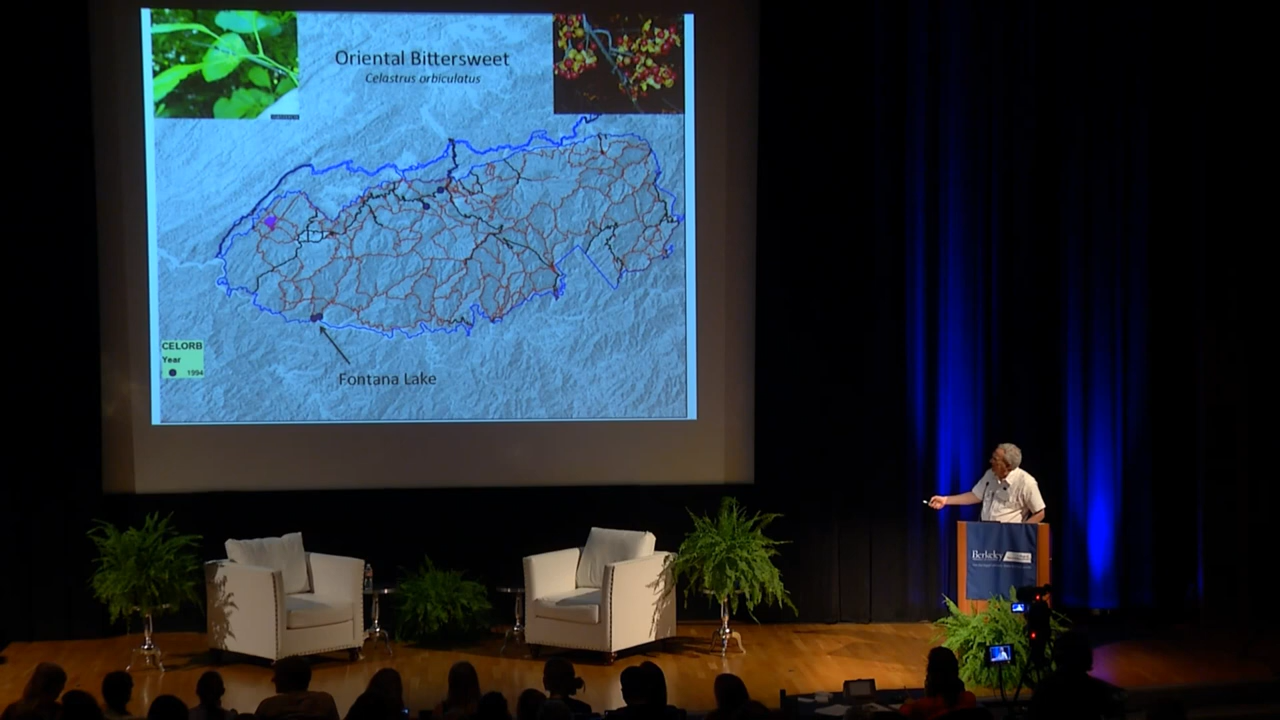 Oriental Bittersweet
Celastrus orbiculatus
CELORB
Year
1994
Fontana Lake
Berkeley